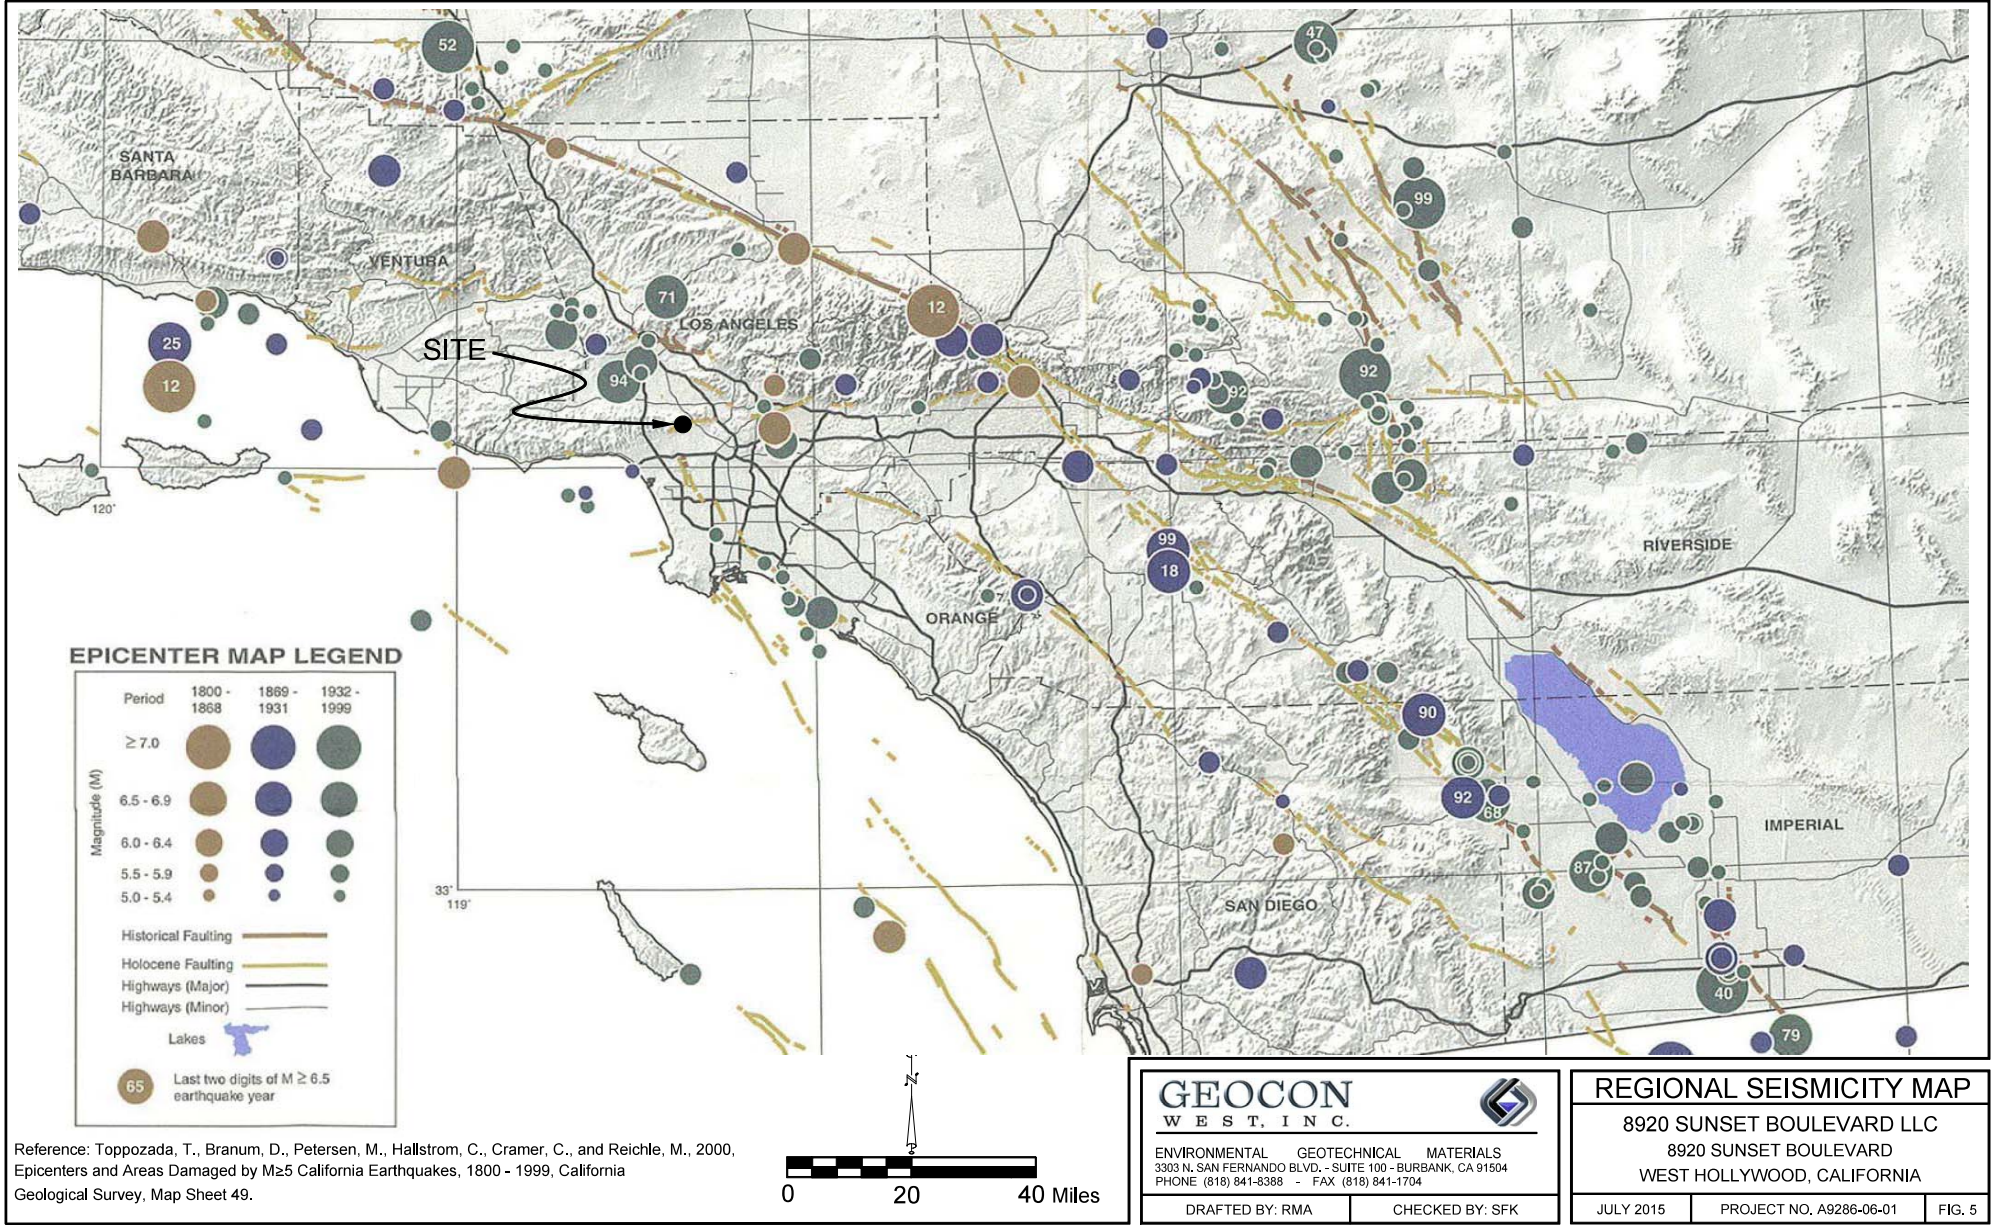 52
47
SANTA
BARBARA
99
VENTURA
71
LOS ANGELES
12
25
SITE
94
92
92
12
120°
99
18
RIVERSIDE
ORANGE
90
92
68
IMPERIAL
87
33°
119°
SAN DIEGO
40
79
EPICENTER MAP LEGEND
Period
1800 -
1868
1869 -
1931
1932 -
1999
Magnitude (M)
≥ 7.0
6.5 - 6.9
6.0 - 6.4
5.5 - 5.9
5.0 - 5.4
Historical Faulting
Holocene Faulting
Highways (Major)
Highways (Minor)
Lakes
65
Last two digits of M ≥ 6.5
earthquake year
Reference: Toppozada, T., Branum, D., Petersen, M., Hallstrom, C., Cramer, C., and Reichle, M., 2000,
Epicenters and Areas Damaged by M≥5 California Earthquakes, 1800 - 1999, California
Geological Survey, Map Sheet 49.
N
0 20 40 Miles
GEOCON
WEST, INC.
ENVIRONMENTAL GEOTECHNICAL MATERIALS
3303 N. SAN FERNANDO BLVD. - SUITE 100 - BURBANK, CA 91504
PHONE (818) 841-8388 - FAX (818) 841-1704
DRAFTED BY: RMA
CHECKED BY: SFK
REGIONAL SEISMICITY MAP
8920 SUNSET BOULEVARD LLC
8920 SUNSET BOULEVARD
WEST HOLLYWOOD, CALIFORNIA
JULY 2015
PROJECT NO. A9286-06-01
FIG. 5